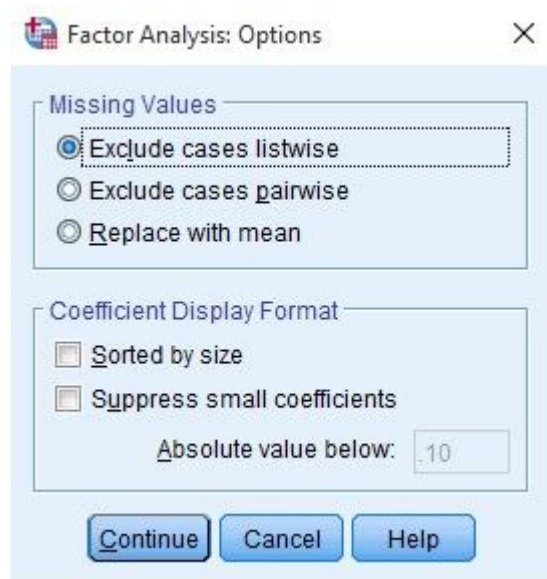 Factor Analysis: Options
Missing Values
Exclude cases listwise
Exclude cases pairwise
Replace with mean
Coefficient Display Format
Sorted by size
Suppress small coefficients
Absolute value below: .10
Continue Cancel Help